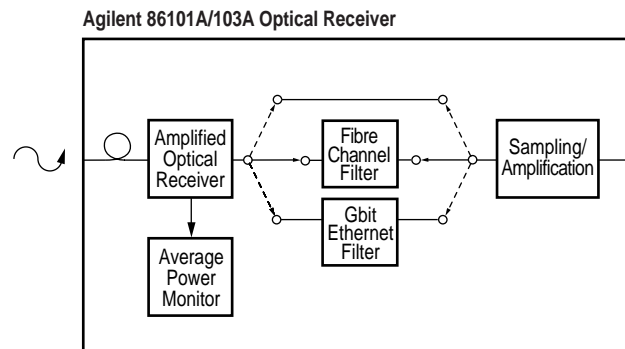 Agilent 86101A/103A Optical Receiver
Amplified
Optical
Receiver
Fibre
Channel
Filter
Sampling/
Amplification
Gbit
Ethernet
Filter
Average
Power
Monitor